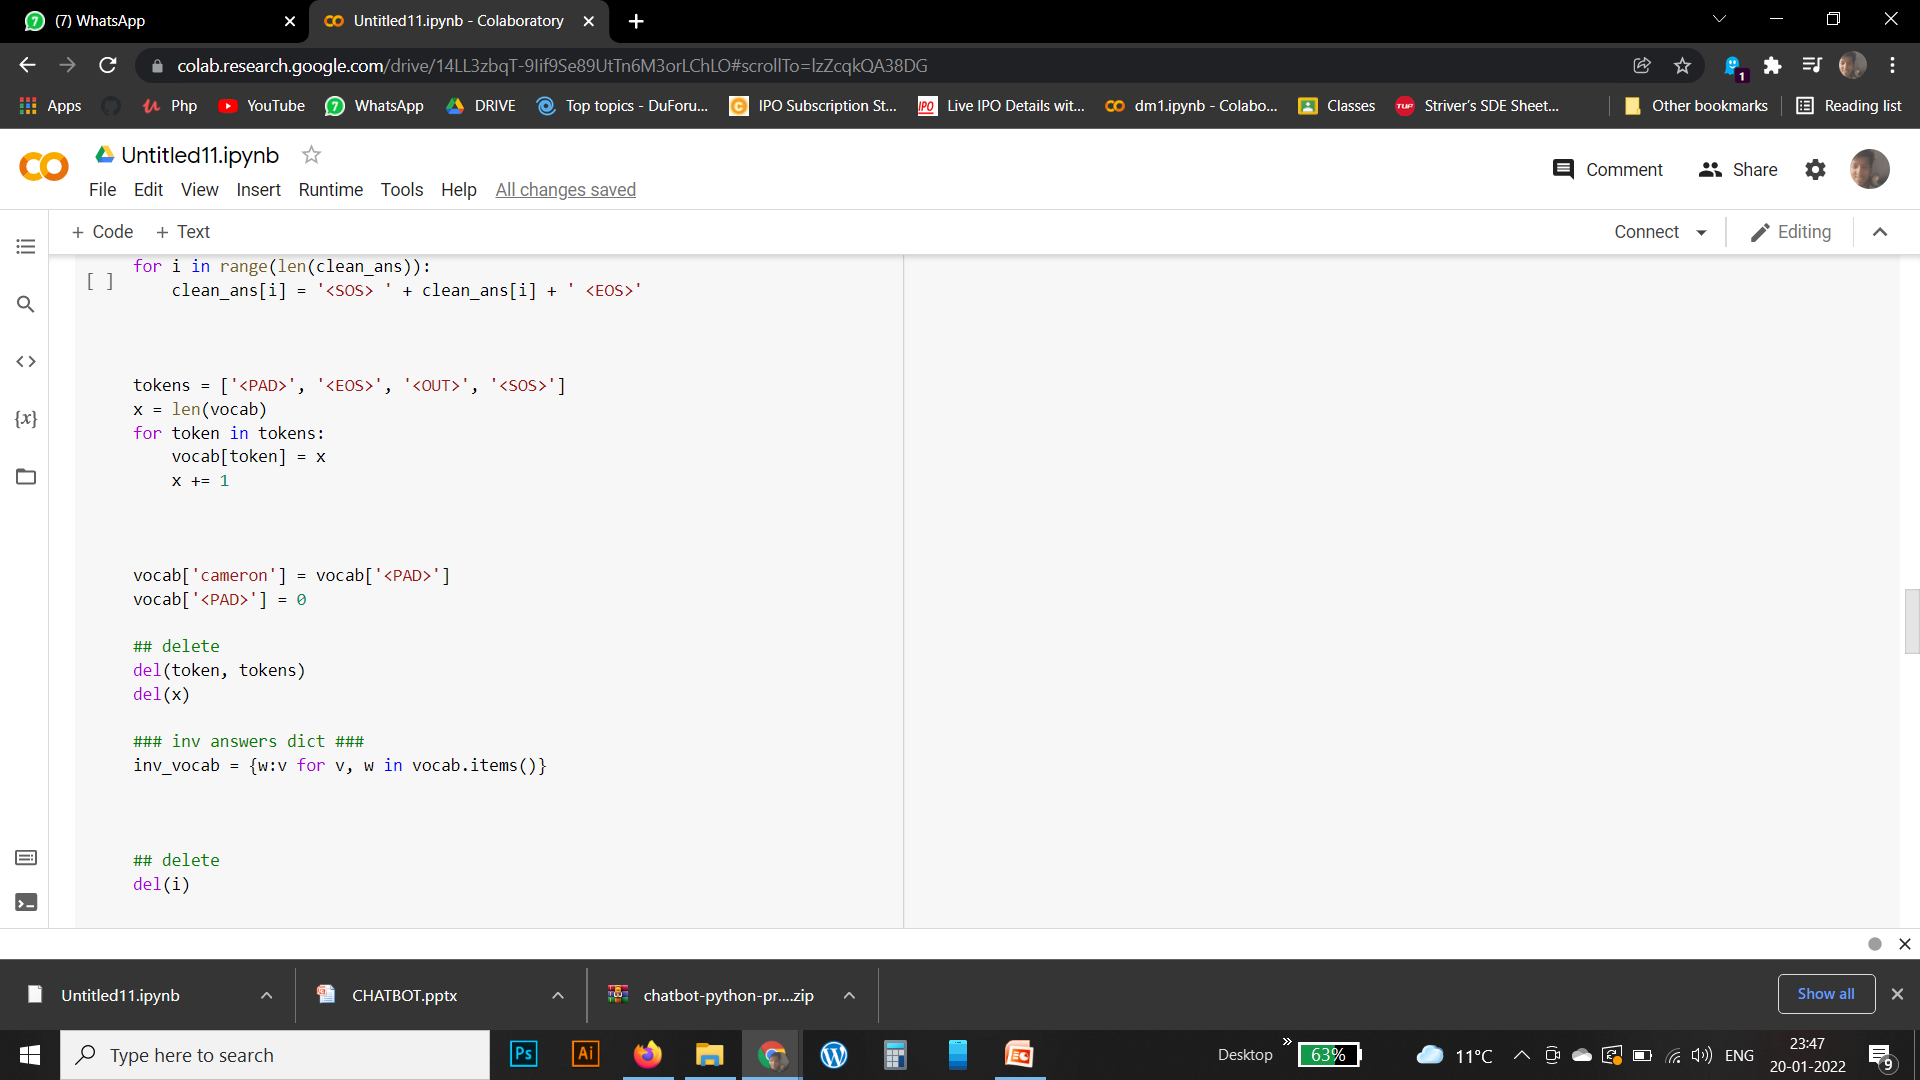 (7) WhatsApp
Untitled11.ipynb - Colaboratory
colab.research.google.com/drive/14LL3zbqT-9Iif9Se89UtTn6M3orLChLO#scrollTo=lzZcqkQA38DG
1
Apps
Php
YouTube
WhatsApp
DRIVE
Top topics - DuForu...
IPO Subscription St...
Live IPO Details wit...
dm1.ipynb - Colabo...
Classes
Striver's SDE Sheet...
Other bookmarks
Reading list
Untitled11.ipynb
Comment
Share
File Edit View Insert Runtime Tools Help All changes saved
+ Code + Text
Connect
Editing
[ ]
for i in range(len(clean_ans)):
    clean_ans[i] = '<SOS> ' + clean_ans[i] + ' <EOS>'
tokens = ['<PAD>', '<EOS>', '<OUT>', '<SOS>']
x = len(vocab)
for token in tokens:
    vocab[token] = x
    x += 1
vocab['cameron'] = vocab['<PAD>']
vocab['<PAD>'] = 0
## delete
del(token, tokens)
del(x)
### inv answers dict ###
inv_vocab = {w:v for v, w in vocab.items()}
## delete
del(i)
{x}
Untitled11.ipynb
CHATBOT.pptx
chatbot-python-pr....zip
Show all
Type here to search
Ps
Ai
Desktop
63%
11°C
ENG
23:47
20-01-2022
9